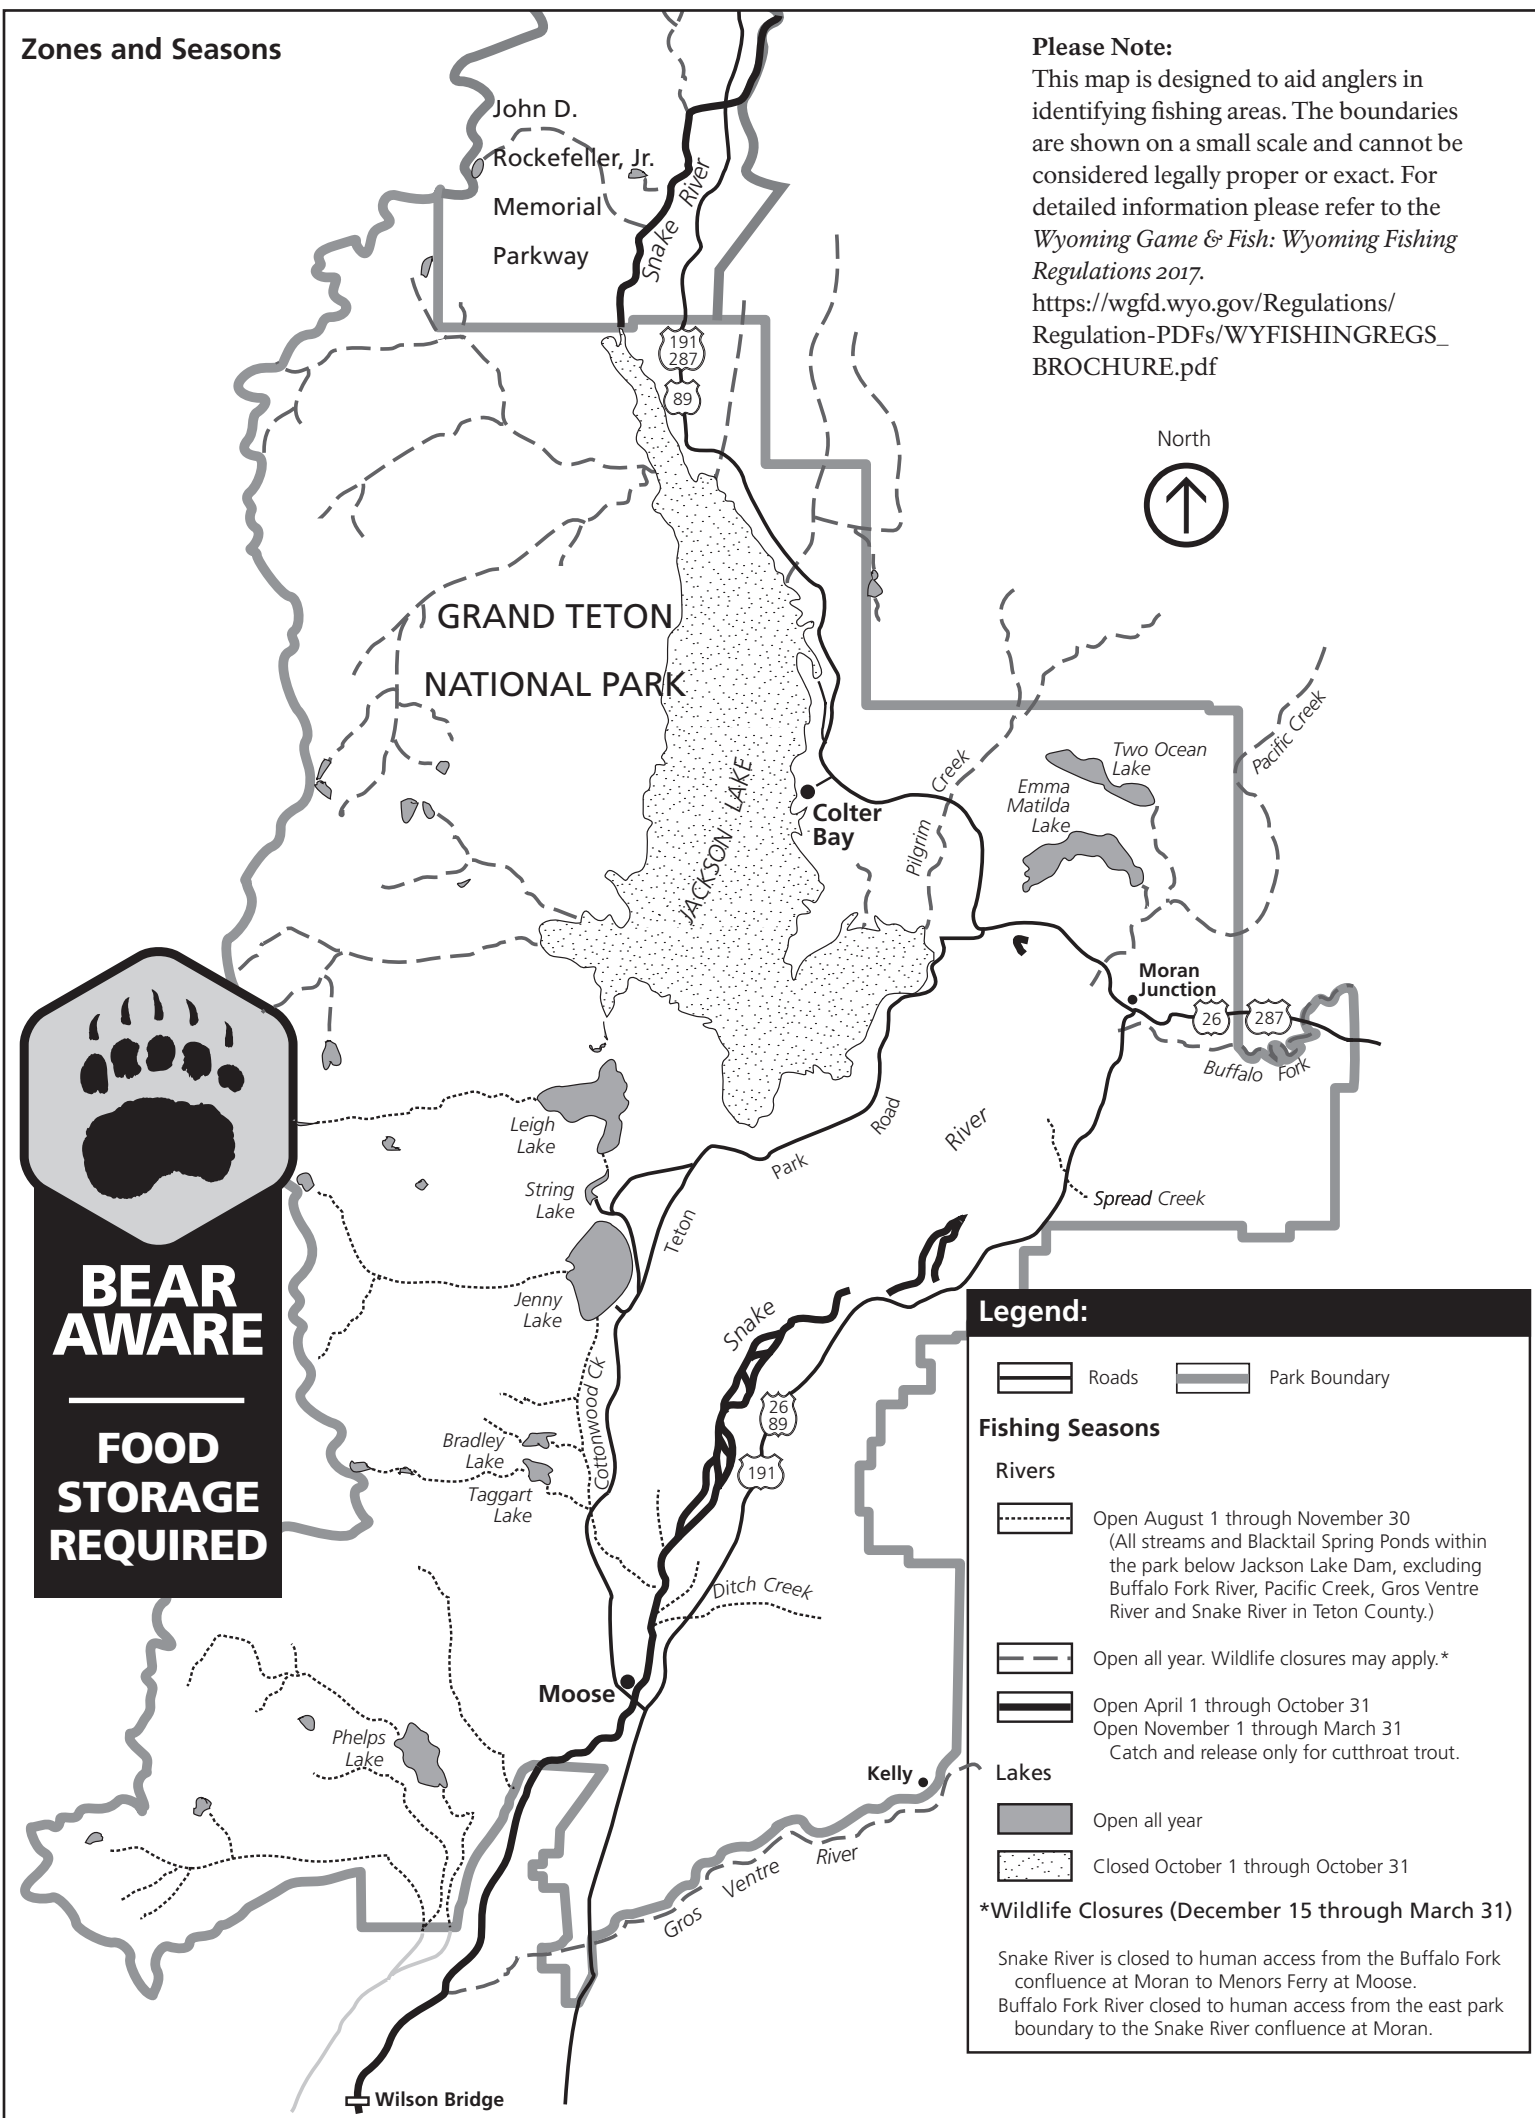 Zones and Seasons
John D.
Rockefeller, Jr.
Memorial
Parkway
Snake River
Please Note:
This map is designed to aid anglers in
identifying fishing areas. The boundaries
are shown on a small scale and cannot be
considered legally proper or exact. For
detailed information please refer to the
Wyoming Game & Fish: Wyoming Fishing
Regulations 2017.
https://wgfd.wyo.gov/Regulations/
Regulation-PDFs/WYFISHINGREGS_
BROCHURE.pdf
North
191
287
89
GRAND TETON
NATIONAL PARK
JACKSON LAKE
Colter
Bay
Pilgrim Creek
Two Ocean
Lake
Emma
Matilda
Lake
Pacific Creek
Moran
Junction
26
287
Buffalo Fork
Leigh
Lake
String
Lake
Jenny
Lake
Teton Park Road
Snake River
Spread Creek
Cottonwood Ck
Bradley
Lake
Taggart
Lake
26
89
191
Ditch Creek
Moose
Phelps
Lake
Kelly
Gros Ventre River
Wilson Bridge
BEAR
AWARE
FOOD
STORAGE
REQUIRED
Legend:
Roads
Park Boundary
Fishing Seasons
Rivers
Open August 1 through November 30
(All streams and Blacktail Spring Ponds within
the park below Jackson Lake Dam, excluding
Buffalo Fork River, Pacific Creek, Gros Ventre
River and Snake River in Teton County.)
Open all year. Wildlife closures may apply.*
Open April 1 through October 31
Open November 1 through March 31
Catch and release only for cutthroat trout.
Lakes
Open all year
Closed October 1 through October 31
*Wildlife Closures (December 15 through March 31)
Snake River is closed to human access from the Buffalo Fork
confluence at Moran to Menors Ferry at Moose.
Buffalo Fork River closed to human access from the east park
boundary to the Snake River confluence at Moran.